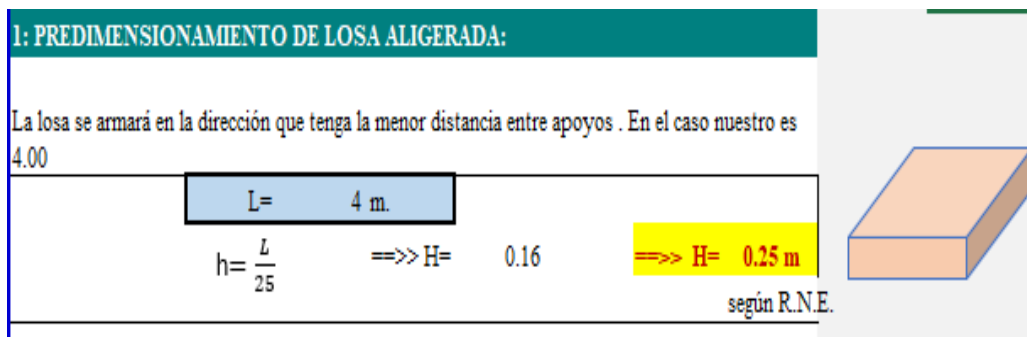 1: PREDIMENSIONAMIENTO DE LOSA ALIGERADA:
La losa se armará en la dirección que tenga la menor distancia entre apoyos . En el caso nuestro es
4.00
L= 4 m.
h= L/25 ==>> H= 0.16 ==>> H= 0.25 m
según R.N.E.